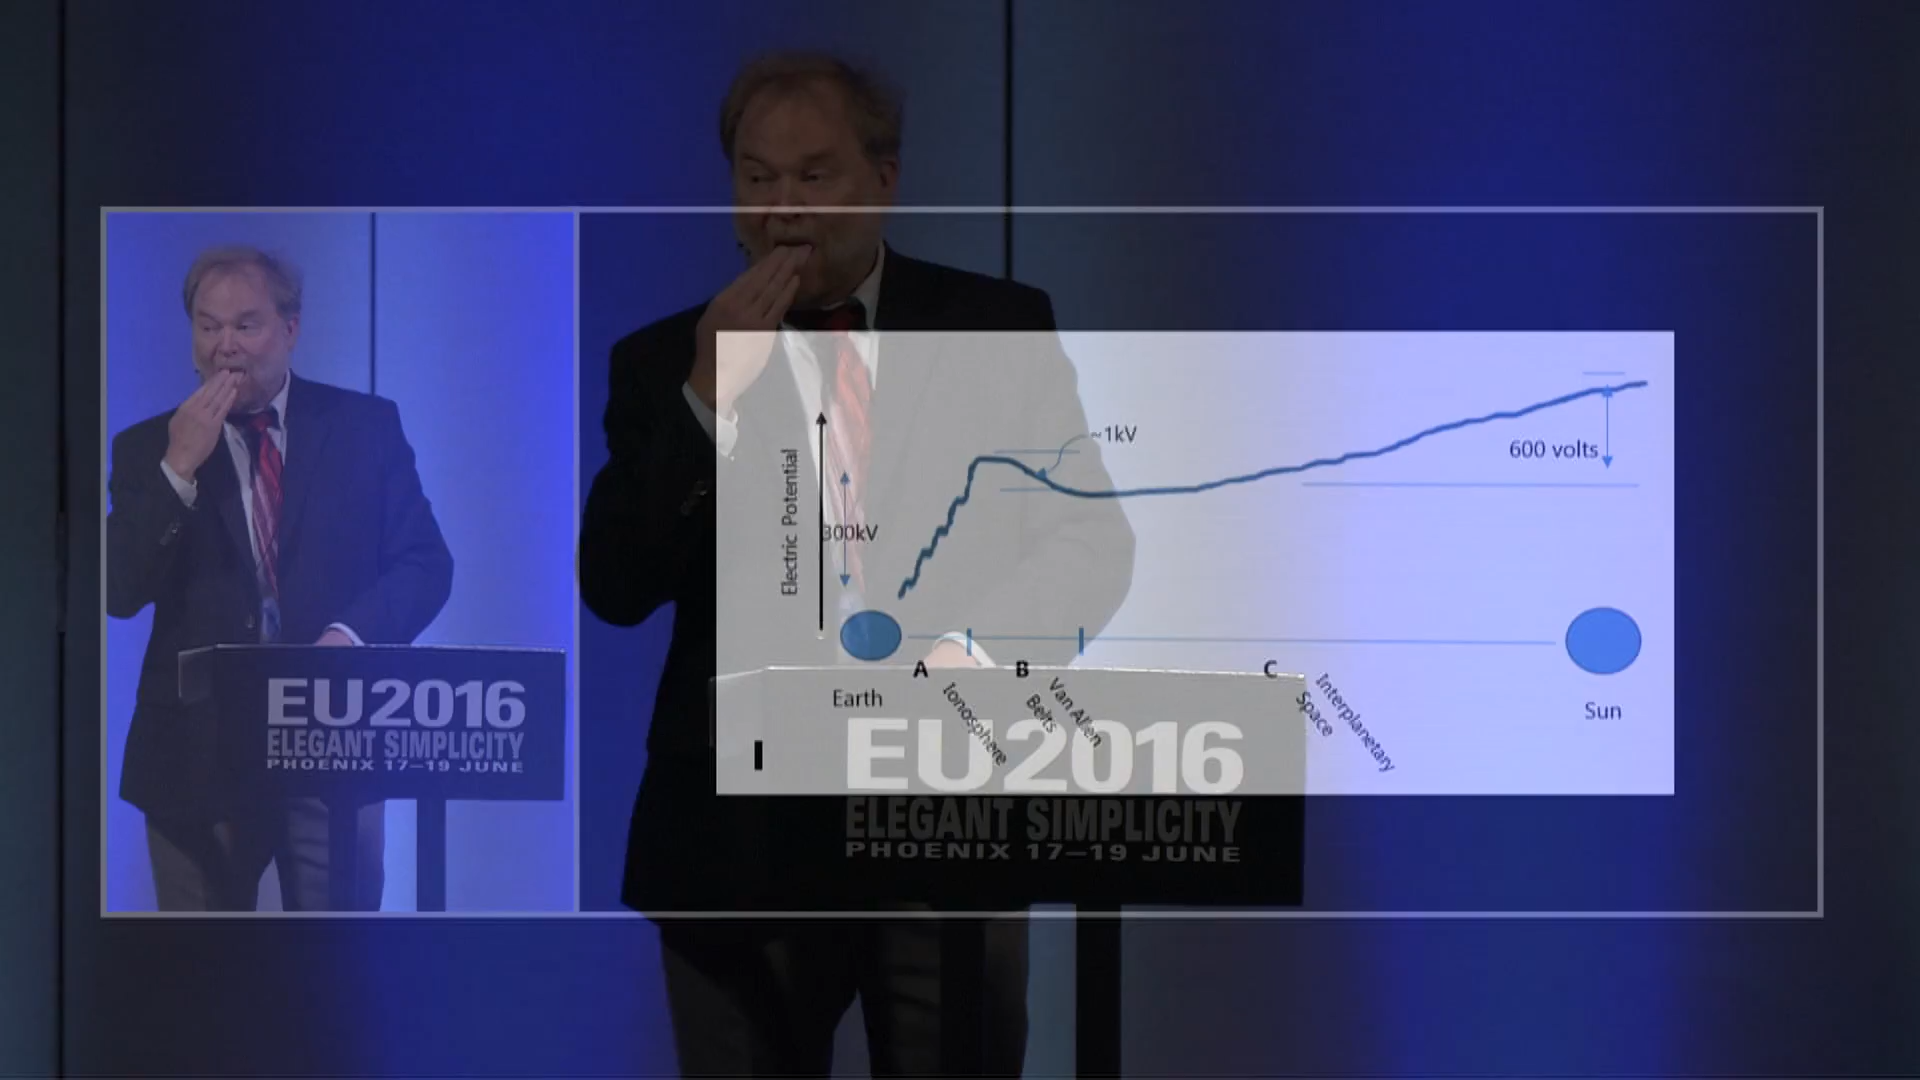 EU2016
ELEGANT SIMPLICITY
PHOENIX 17–19 JUNE
Electric Potential
300kV
~1kV
600 volts
A
B
C
Earth
Ionosphere
Van Allen
Belts
Interplanetary
Space
Sun
EU2016
ELEGANT SIMPLICITY
PHOENIX 17–19 JUNE